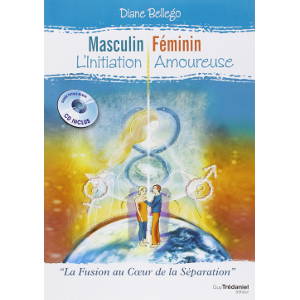 Diane Bellego
Masculin Féminin
L'Initiation Amoureuse
CD INCLUS
"La Fusion au Cœur de la Séparation"
Guy Trédaniel
éditeur